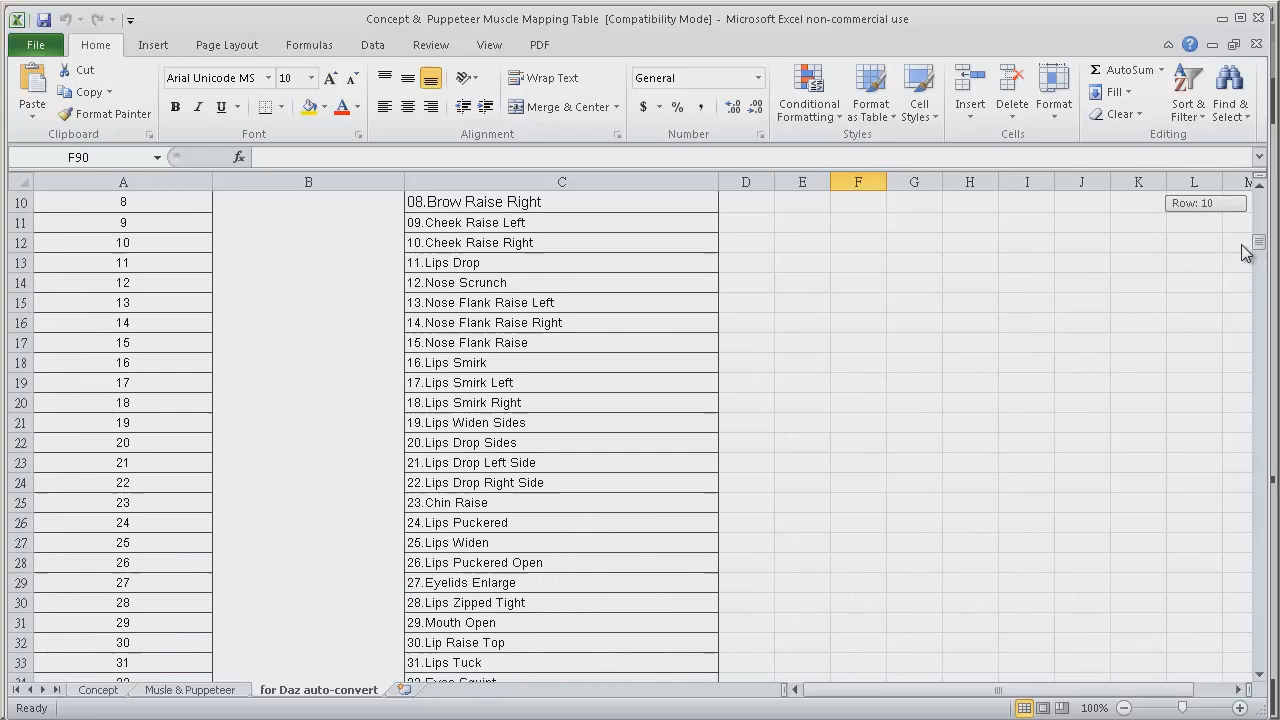 Concept & Puppeteer Muscle Mapping Table [Compatibility Mode] - Microsoft Excel non-commercial use
File Home Insert Page Layout Formulas Data Review View PDF
Paste
Cut
Copy
Format Painter
Clipboard
Arial Unicode MS 10
B I U
Font
Wrap Text
Merge & Center
Alignment
General
$ % ,
Number
Conditional Formatting
Format as Table
Cell Styles
Styles
Insert
Delete
Format
Cells
AutoSum
Fill
Clear
Sort & Filter
Find & Select
Editing
F90 fx
A B C D E F G H I J K L M
10 8 08.Brow Raise Right
Row: 10
11 9 09.Cheek Raise Left
12 10 10.Cheek Raise Right
13 11 11.Lips Drop
14 12 12.Nose Scrunch
15 13 13.Nose Flank Raise Left
16 14 14.Nose Flank Raise Right
17 15 15.Nose Flank Raise
18 16 16.Lips Smirk
19 17 17.Lips Smirk Left
20 18 18.Lips Smirk Right
21 19 19.Lips Widen Sides
22 20 20.Lips Drop Sides
23 21 21.Lips Drop Left Side
24 22 22.Lips Drop Right Side
25 23 23.Chin Raise
26 24 24.Lips Puckered
27 25 25.Lips Widen
28 26 26.Lips Puckered Open
29 27 27.Eyelids Enlarge
30 28 28.Lips Zipped Tight
31 29 29.Mouth Open
32 30 30.Lip Raise Top
33 31 31.Lips Tuck
Concept Musle & Puppeteer for Daz auto-convert
Ready 100%